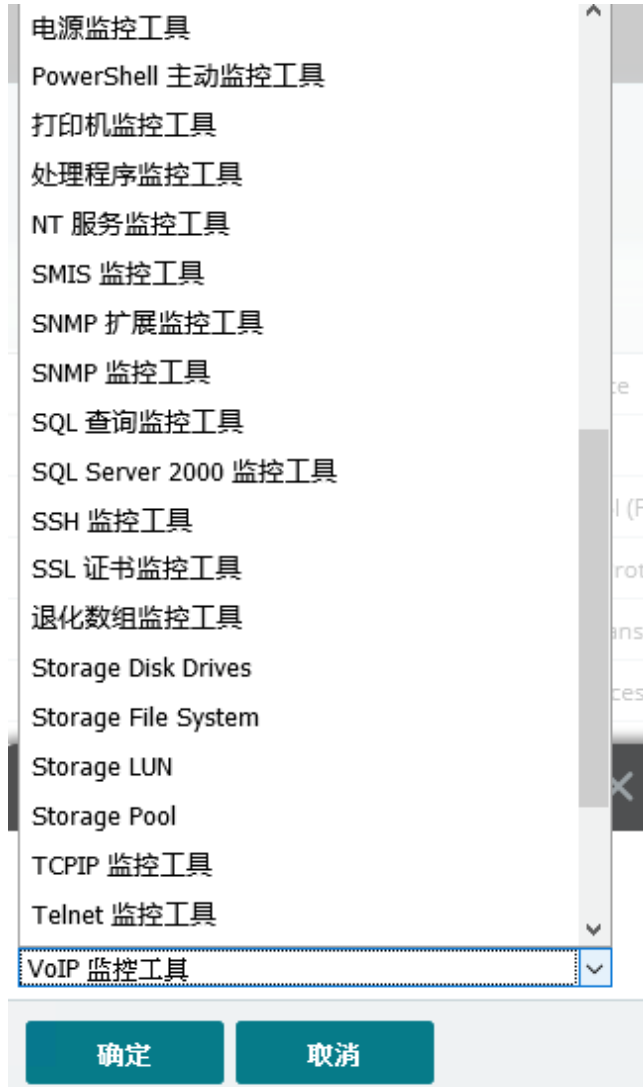 电源监控工具
PowerShell 主动监控工具
打印机监控工具
处理程序监控工具
NT 服务监控工具
SMIS 监控工具
SNMP 扩展监控工具
SNMP 监控工具
te
SQL 查询监控工具
SQL Server 2000 监控工具
l (F
SSH 监控工具
SSL 证书监控工具
rot
退化数组监控工具
ans
Storage Disk Drives
ces
Storage File System
Storage LUN
Storage Pool
TCPIP 监控工具
Telnet 监控工具
VoIP 监控工具
确定 取消